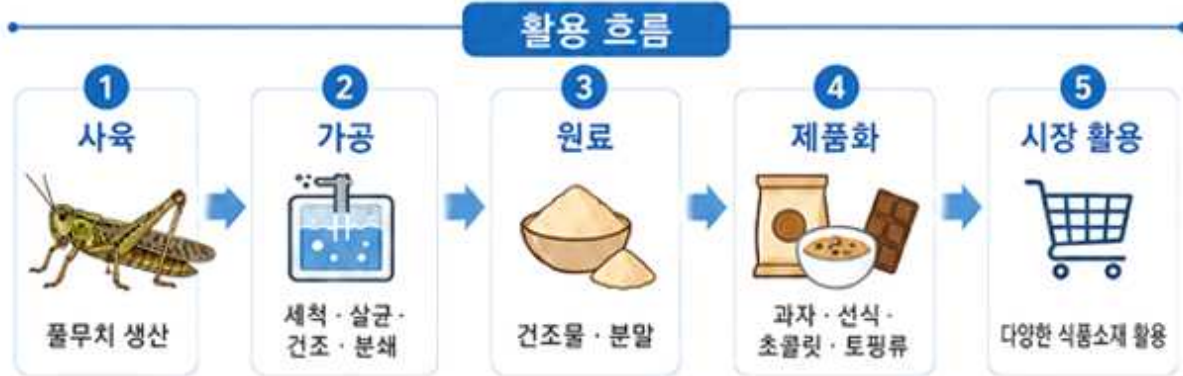 활용 흐름
1
사육
풀무치 생산
2
가공
세척 · 살균 ·
건조 · 분쇄
3
원료
건조물 · 분말
4
제품화
과자 · 선식 ·
초콜릿 · 토핑류
5
시장 활용
다양한 식품소재 활용